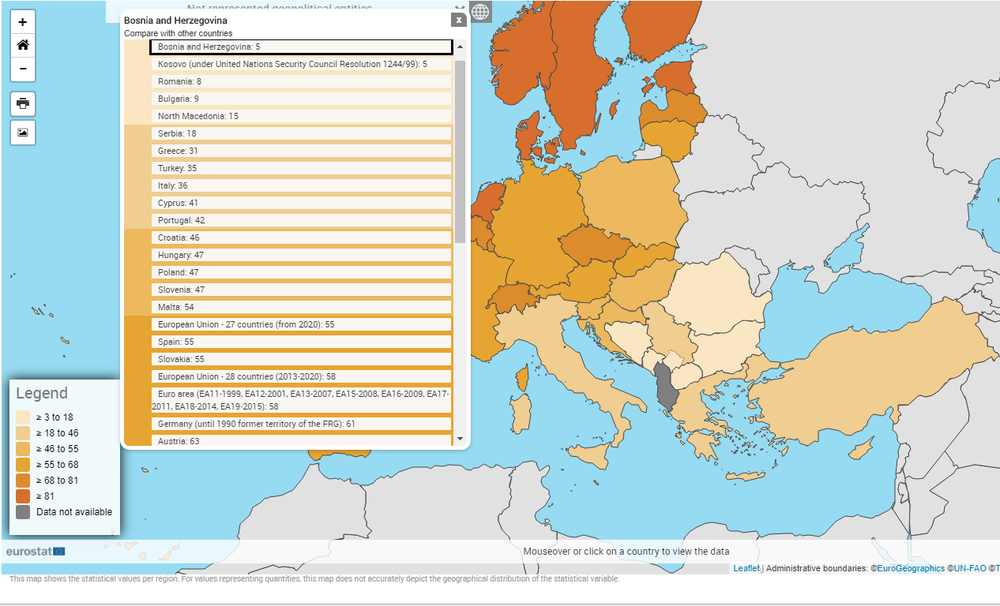 Not represented geopolitical entities
+
-
Bosnia and Herzegovina
x
Compare with other countries
Bosnia and Herzegovina: 5
Kosovo (under United Nations Security Council Resolution 1244/99): 5
Romania: 8
Bulgaria: 9
North Macedonia: 15
Serbia: 18
Greece: 31
Turkey: 35
Italy: 36
Cyprus: 41
Portugal: 42
Croatia: 46
Hungary: 47
Poland: 47
Slovenia: 47
Malta: 54
European Union - 27 countries (from 2020): 55
Spain: 55
Slovakia: 55
European Union - 28 countries (2013-2020): 58
Euro area (EA11-1999, EA12-2001, EA13-2007, EA15-2008, EA16-2009, EA17-
2011, EA18-2014, EA19-2015): 58
Germany (until 1990 former territory of the FRG): 61
Austria: 63
Legend
≥ 3 to 18
≥ 18 to 46
≥ 46 to 55
≥ 55 to 68
≥ 68 to 81
≥ 81
Data not available
eurostat
Mouseover or click on a country to view the data
Leaflet | Administrative boundaries: ©EuroGeographics ©UN-FAO ©T
This map shows the statistical values per region: For values representing quantities, this map does not accurately depict the geographical distribution of the statistical variable.